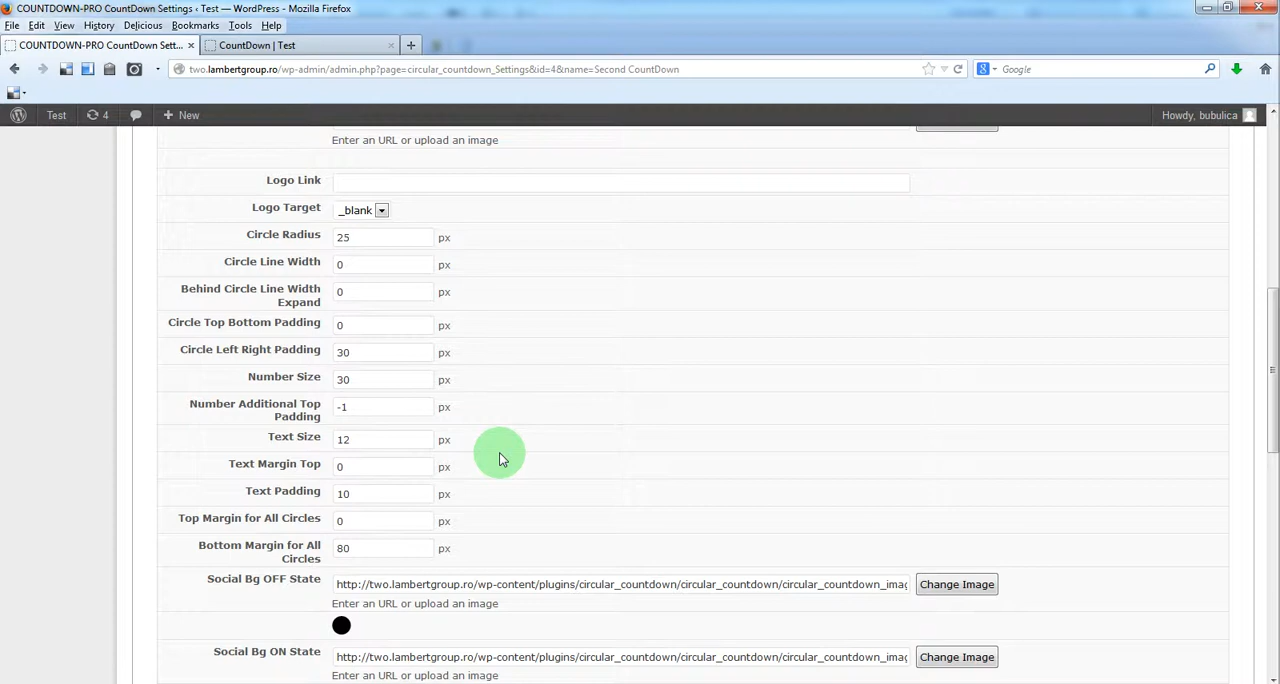 COUNTDOWN-PRO CountDown Settings ‹ Test — WordPress - Mozilla Firefox
File Edit View History Delicious Bookmarks Tools Help
COUNTDOWN-PRO CountDown Sett... × CountDown | Test × +
two.lambertgroup.ro/wp-admin/admin.php?page=circular_countdown_Settings&id=4&name=Second CountDown Google
Test 4 + New Howdy, bubulica
Enter an URL or upload an image
Logo Link
Logo Target _blank
Circle Radius 25 px
Circle Line Width 0 px
Behind Circle Line Width Expand 0 px
Circle Top Bottom Padding 0 px
Circle Left Right Padding 30 px
Number Size 30 px
Number Additional Top Padding -1 px
Text Size 12 px
Text Margin Top 0 px
Text Padding 10 px
Top Margin for All Circles 0 px
Bottom Margin for All Circles 80 px
Social Bg OFF State http://two.lambertgroup.ro/wp-content/plugins/circular_countdown/circular_countdown/circular_countdown_imag Change Image
Enter an URL or upload an image
Social Bg ON State http://two.lambertgroup.ro/wp-content/plugins/circular_countdown/circular_countdown/circular_countdown_imag Change Image
Enter an URL or upload an image